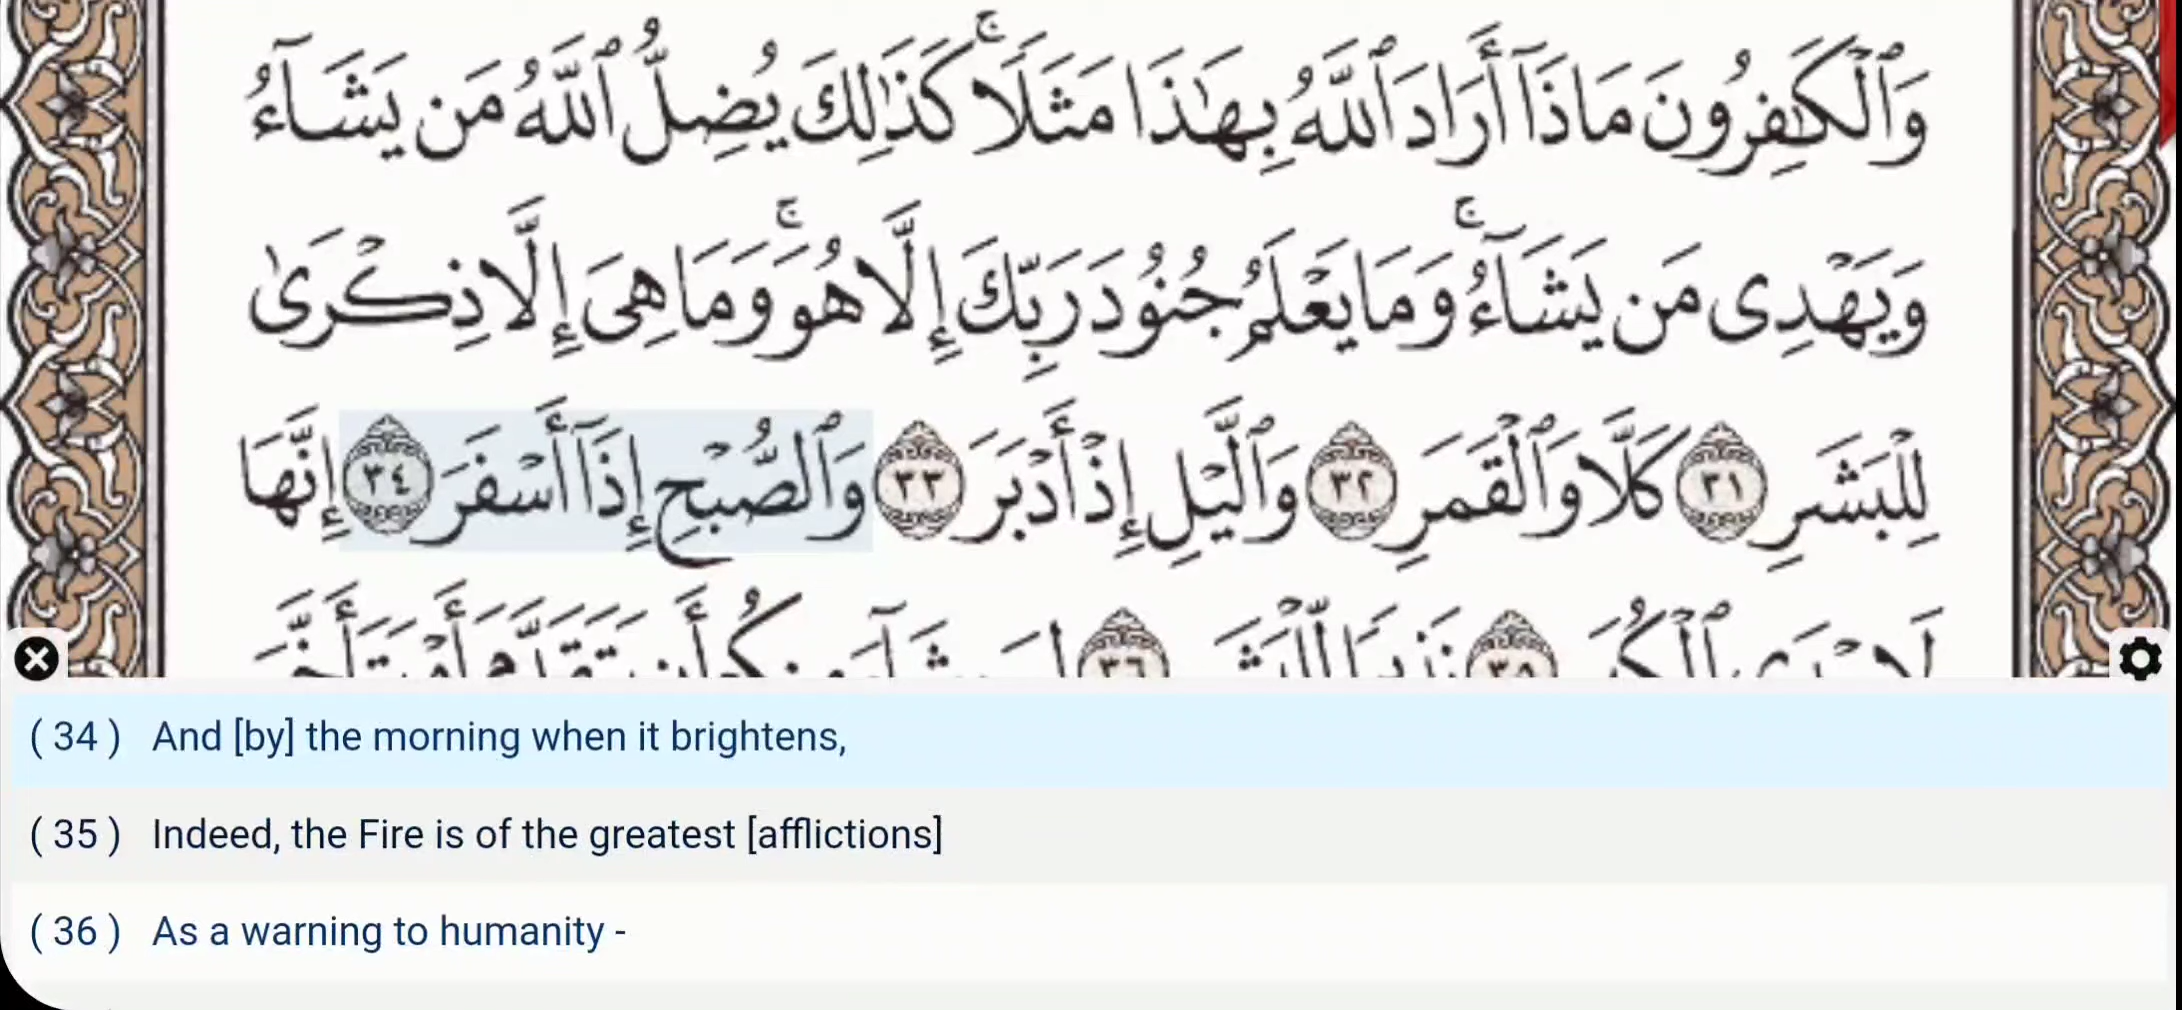 وَٱلۡكَٰفِرُونَ مَاذَآ أَرَادَ ٱللَّهُ بِهَٰذَا مَثَلٗاۚ كَذَٰلِكَ يُضِلُّ ٱللَّهُ مَن يَشَآءُ
وَيَهۡدِي مَن يَشَآءُۚ وَمَا يَعۡلَمُ جُنُودَ رَبِّكَ إِلَّا هُوَۚ وَمَا هِيَ إِلَّا ذِكۡرَىٰ
لِلۡبَشَرِ ٣١ كَلَّا وَٱلۡقَمَرِ ٣٢ وَٱلَّيۡلِ إِذۡ أَدۡبَرَ ٣٣ وَٱلصُّبۡحِ إِذَآ أَسۡفَرَ ٣٤ إِنَّهَا
( 34 ) And [by] the morning when it brightens,
( 35 ) Indeed, the Fire is of the greatest [afflictions]
( 36 ) As a warning to humanity -